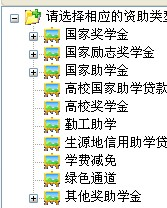 请选择相应的资助类
国家奖学金
国家励志奖学金
国家助学金
高校国家助学贷款
高校奖学金
勤工助学
生源地信用助学贷
学费减免
绿色通道
其他奖助学金